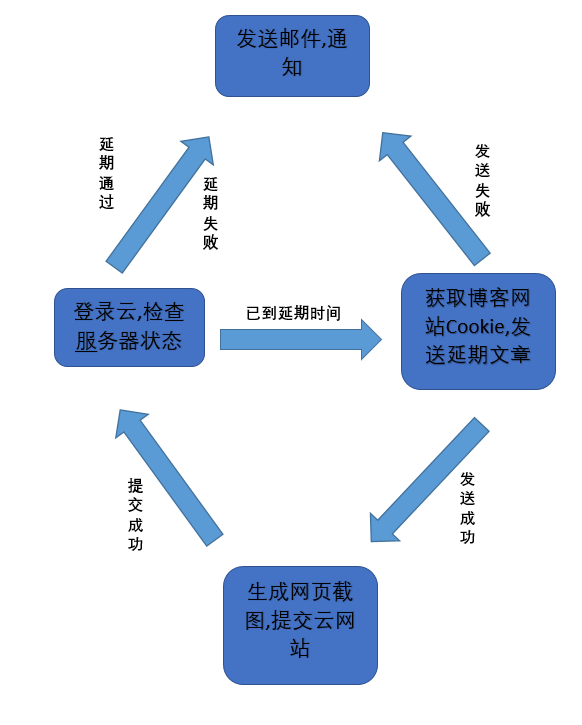 发送邮件,通
知
延期通过
延期失败
发送失败
登录云,检查
服务器状态
已到延期时间
获取博客网
站Cookie,发
送延期文章
提交成功
发送成功
生成网页截
图,提交云网
站